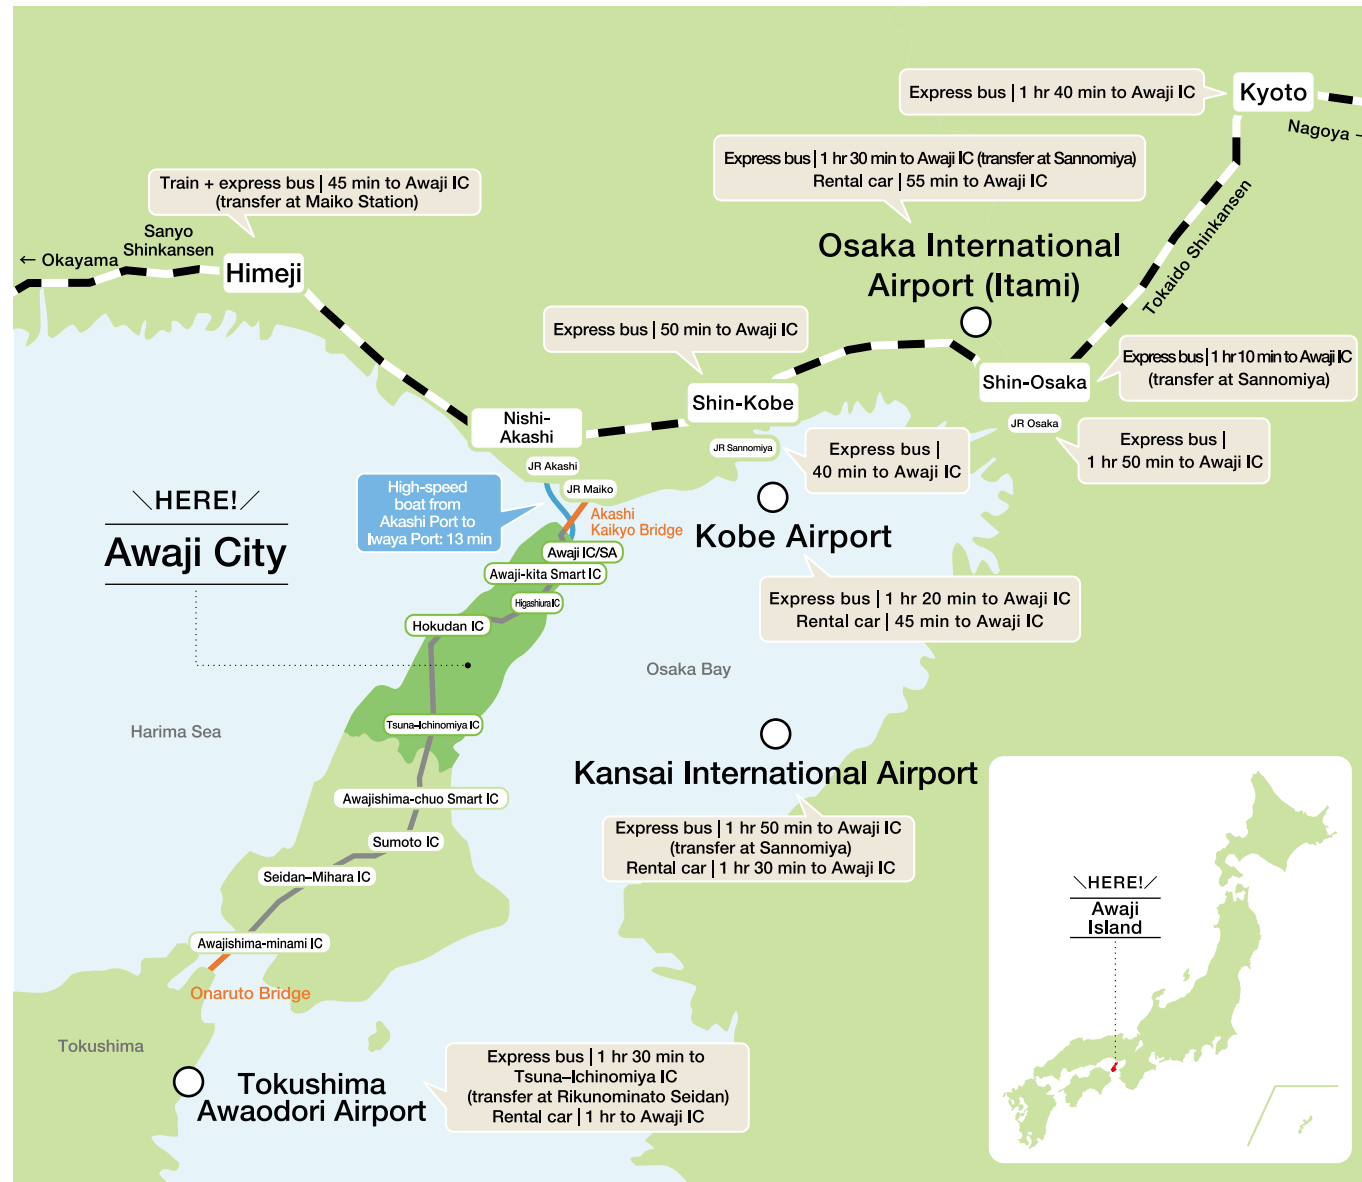 Express bus | 1 hr 40 min to Awaji IC
Kyoto
Nagoya →
Express bus | 1 hr 30 min to Awaji IC (transfer at Sannomiya)
Rental car | 55 min to Awaji IC
Train + express bus | 45 min to Awaji IC
(transfer at Maiko Station)
Tokaido Shinkansen
Sanyo
Shinkansen
← Okayama
Himeji
Osaka International
Airport (Itami)
Express bus | 50 min to Awaji IC
Express bus | 1 hr 10 min to Awaji IC
(transfer at Sannomiya)
Shin-Osaka
Shin-Kobe
Nishi-
Akashi
JR Osaka
JR Sannomiya
Express bus |
40 min to Awaji IC
Express bus |
1 hr 50 min to Awaji IC
JR Akashi
JR Maiko
High-speed
boat from
Akashi Port to
Iwaya Port: 13 min
Akashi
Kaikyo Bridge
\HERE!/
Awaji City
Kobe Airport
Awaji IC/SA
Awaji-kita Smart IC
Higashiura IC
Hokudan IC
Express bus | 1 hr 20 min to Awaji IC
Rental car | 45 min to Awaji IC
Osaka Bay
Harima Sea
Tsuna–Ichinomiya IC
Kansai International Airport
Awajishima-chuo Smart IC
Express bus | 1 hr 50 min to Awaji IC
(transfer at Sannomiya)
Rental car | 1 hr 30 min to Awaji IC
Sumoto IC
Seidan–Mihara IC
\HERE!/
Awaji
Island
Awajishima-minami IC
Onaruto Bridge
Tokushima
Tokushima
Awaodori Airport
Express bus | 1 hr 30 min to
Tsuna–Ichinomiya IC
(transfer at Rikunominato Seidan)
Rental car | 1 hr to Awaji IC